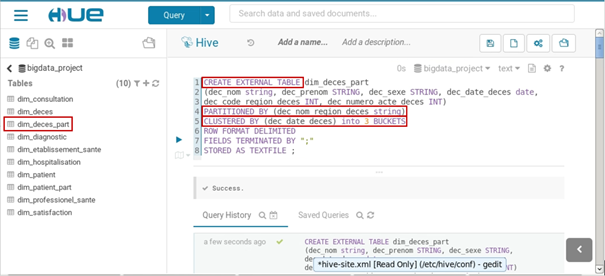 HUE
Query
Search data and saved documents...
bigdata_project
Tables
(10)
dim_consultation
dim_deces
dim_deces_part
dim_diagnostic
dim_etablissement_sante
dim_hospitalisation
dim_patient
dim_patient_part
dim_professionel_sante
dim_satisfaction
Hive
Add a name...
Add a description...
0s
bigdata_project
text
1 CREATE EXTERNAL TABLE dim_deces_part
2 (dec_nom string, dec_prenom STRING, dec_sexe STRING, dec_date_deces date,
3 dec_code_region_deces INT, dec_numero_acte_deces INT)
4 PARTITIONED BY (dec_nom_region_deces string)
5 CLUSTERED BY (dec_date_deces) into 3 BUCKETS
6 ROW FORMAT DELIMITED
7 FIELDS TERMINATED BY ";"
8 STORED AS TEXTFILE ;
Success.
Query History
Saved Queries
a few seconds ago
CREATE EXTERNAL TABLE dim_deces_part
(dec_nom string, dec_prenom STRING, dec_sexe STRING,
*hive-site.xml [Read Only] (/etc/hive/conf) - gedit